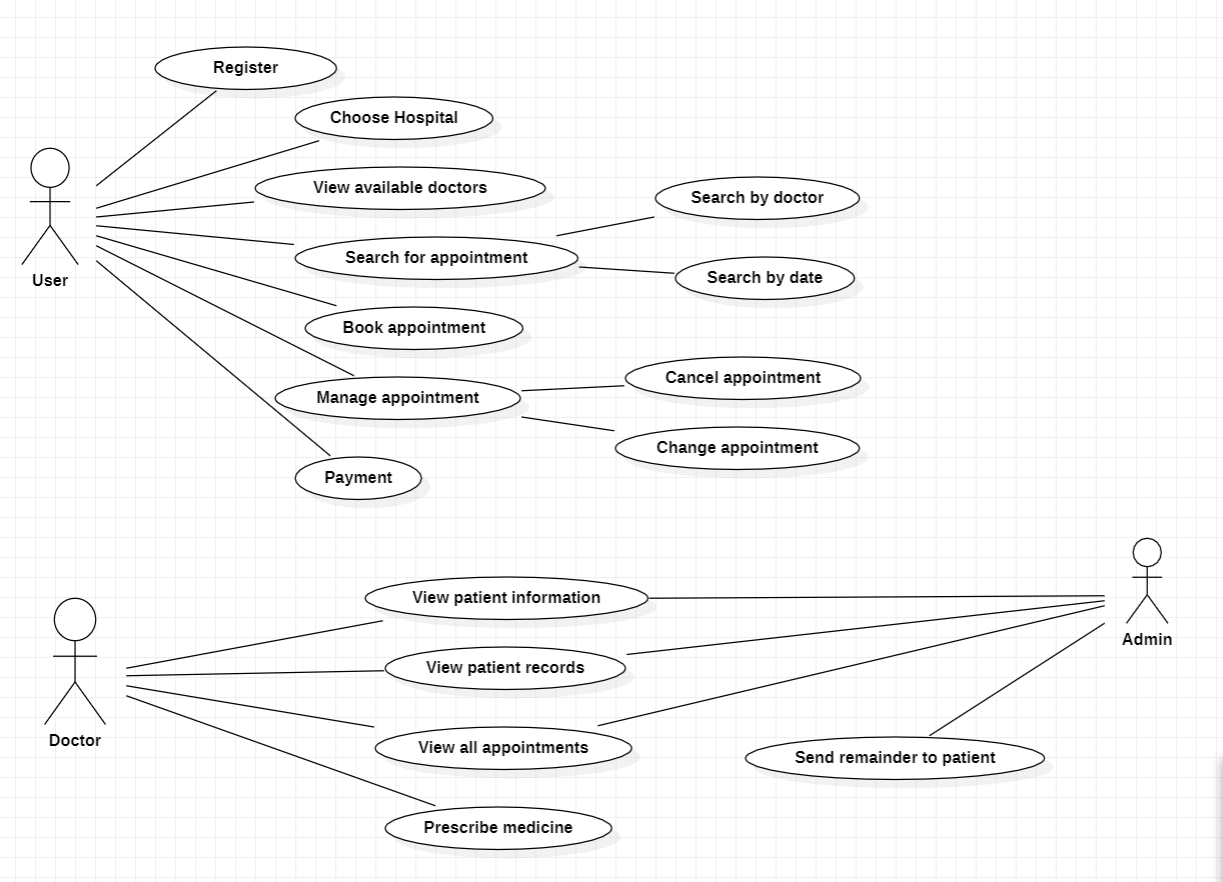 Register
Choose Hospital
View available doctors
Search by doctor
Search for appointment
Search by date
User
Book appointment
Cancel appointment
Manage appointment
Change appointment
Payment
View patient information
Admin
View patient records
Doctor
View all appointments
Send remainder to patient
Prescribe medicine